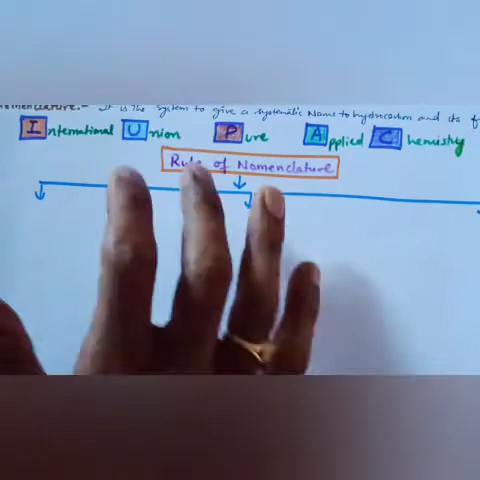 nomenclature:- It is the system to give a systematic Name to hydrocarbon and its f
International Union Pure Applied Chemistry
Rule of Nomenclature